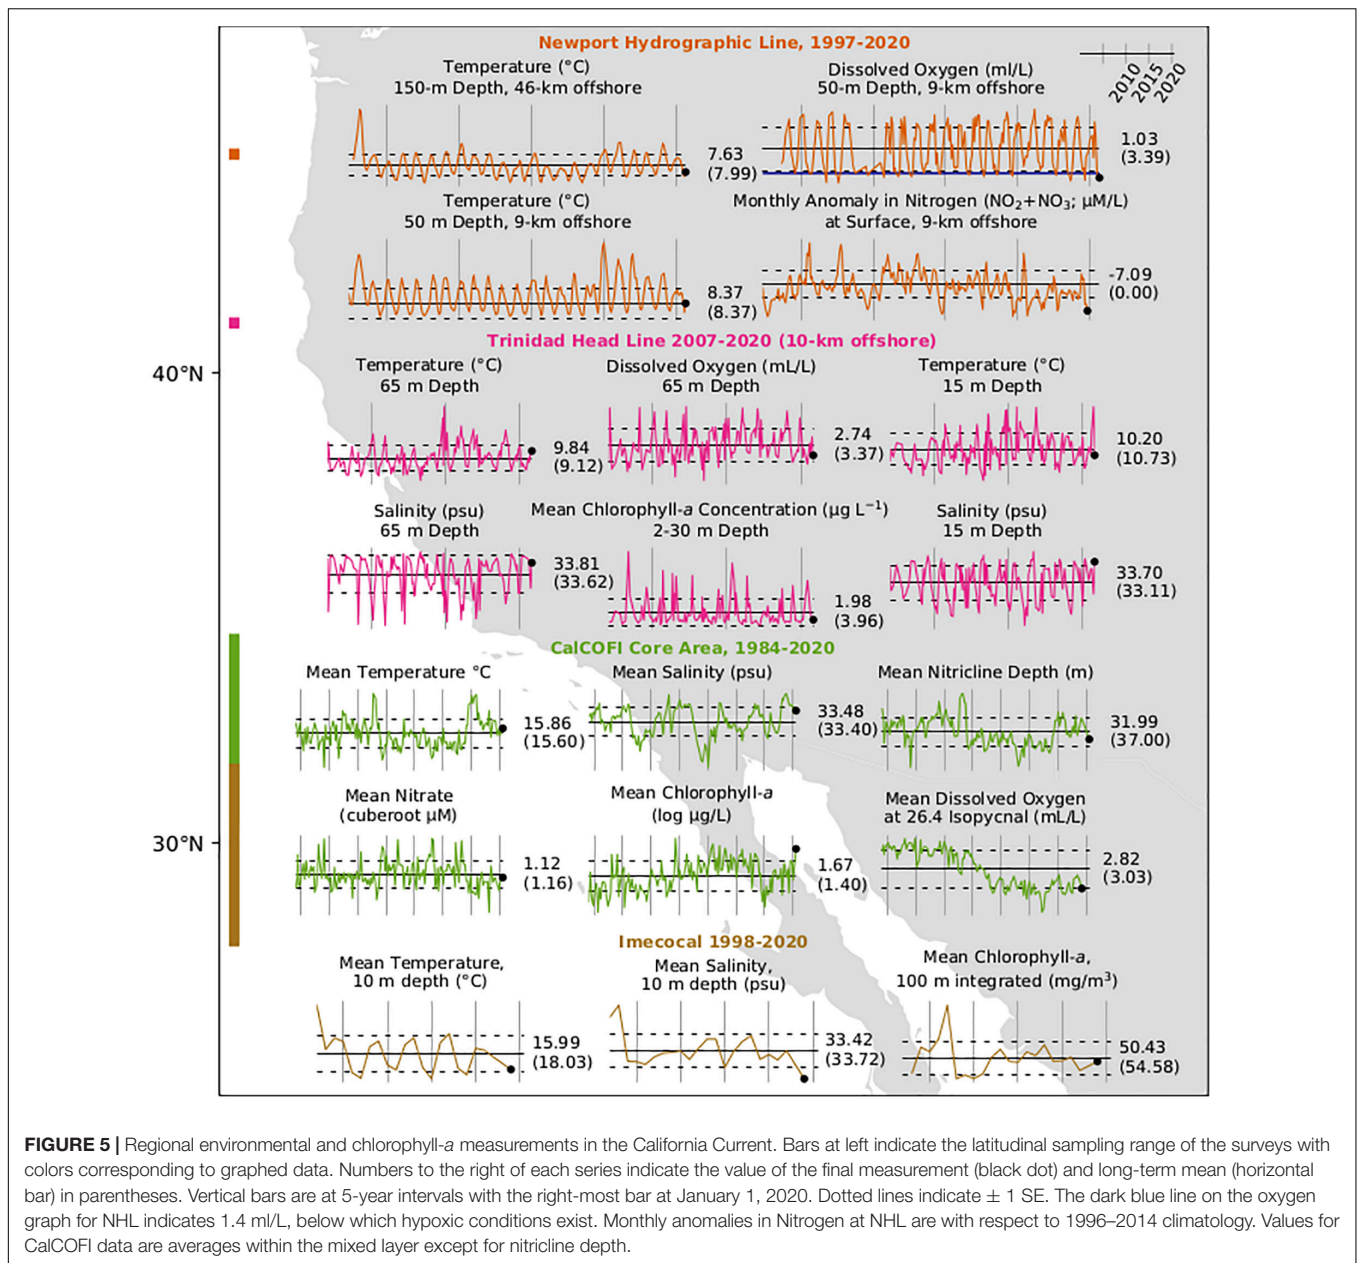 Newport Hydrographic Line, 1997-2020
Temperature (°C)
150-m Depth, 46-km offshore
7.63
(7.99)
Dissolved Oxygen (ml/L)
50-m Depth, 9-km offshore
2010
2015
2020
1.03
(3.39)
Temperature (°C)
50 m Depth, 9-km offshore
8.37
(8.37)
Monthly Anomaly in Nitrogen (NO₂+NO₃; µM/L)
at Surface, 9-km offshore
-7.09
(0.00)
Trinidad Head Line 2007-2020 (10-km offshore)
40°N
Temperature (°C)
65 m Depth
9.84
(9.12)
Dissolved Oxygen (mL/L)
65 m Depth
2.74
(3.37)
Temperature (°C)
15 m Depth
10.20
(10.73)
Salinity (psu)
65 m Depth
33.81
(33.62)
Mean Chlorophyll-a Concentration (µg L⁻¹)
2-30 m Depth
1.98
(3.96)
Salinity (psu)
15 m Depth
33.70
(33.11)
CalCOFI Core Area, 1984-2020
Mean Temperature °C
15.86
(15.60)
Mean Salinity (psu)
33.48
(33.40)
Mean Nitricline Depth (m)
31.99
(37.00)
30°N
Mean Nitrate
(cuberoot µM)
1.12
(1.16)
Mean Chlorophyll-a
(log µg/L)
1.67
(1.40)
Mean Dissolved Oxygen
at 26.4 Isopycnal (mL/L)
2.82
(3.03)
Imecocal 1998-2020
Mean Temperature,
10 m depth (°C)
15.99
(18.03)
Mean Salinity,
10 m depth (psu)
33.42
(33.72)
Mean Chlorophyll-a,
100 m integrated (mg/m³)
50.43
(54.58)
FIGURE 5 | Regional environmental and chlorophyll-a measurements in the California Current. Bars at left indicate the latitudinal sampling range of the surveys with
colors corresponding to graphed data. Numbers to the right of each series indicate the value of the final measurement (black dot) and long-term mean (horizontal
bar) in parentheses. Vertical bars are at 5-year intervals with the right-most bar at January 1, 2020. Dotted lines indicate ± 1 SE. The dark blue line on the oxygen
graph for NHL indicates 1.4 ml/L, below which hypoxic conditions exist. Monthly anomalies in Nitrogen at NHL are with respect to 1996–2014 climatology. Values for
CalCOFI data are averages within the mixed layer except for nitricline depth.